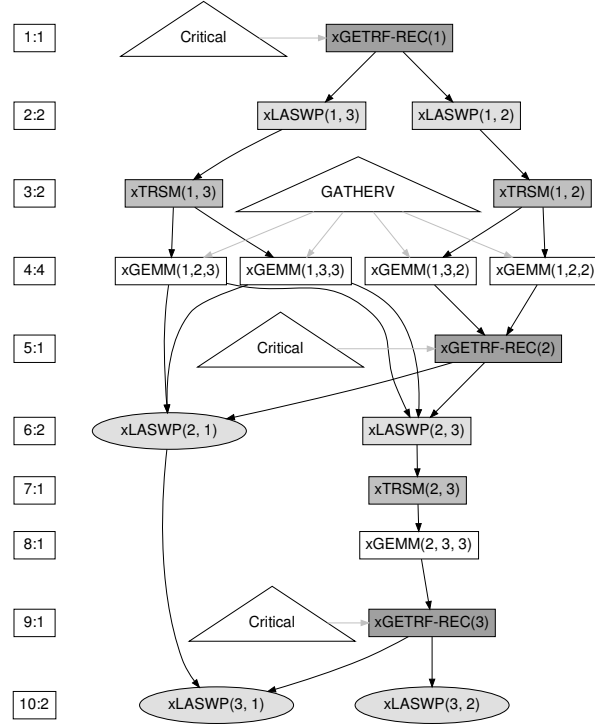 1:1
Critical
xGETRF-REC(1)
2:2
xLASWP(1, 3)
xLASWP(1, 2)
3:2
xTRSM(1, 3)
GATHERV
xTRSM(1, 2)
4:4
xGEMM(1,2,3)
xGEMM(1,3,3)
xGEMM(1,3,2)
xGEMM(1,2,2)
5:1
Critical
xGETRF-REC(2)
6:2
xLASWP(2, 1)
xLASWP(2, 3)
7:1
xTRSM(2, 3)
8:1
xGEMM(2, 3, 3)
9:1
Critical
xGETRF-REC(3)
10:2
xLASWP(3, 1)
xLASWP(3, 2)